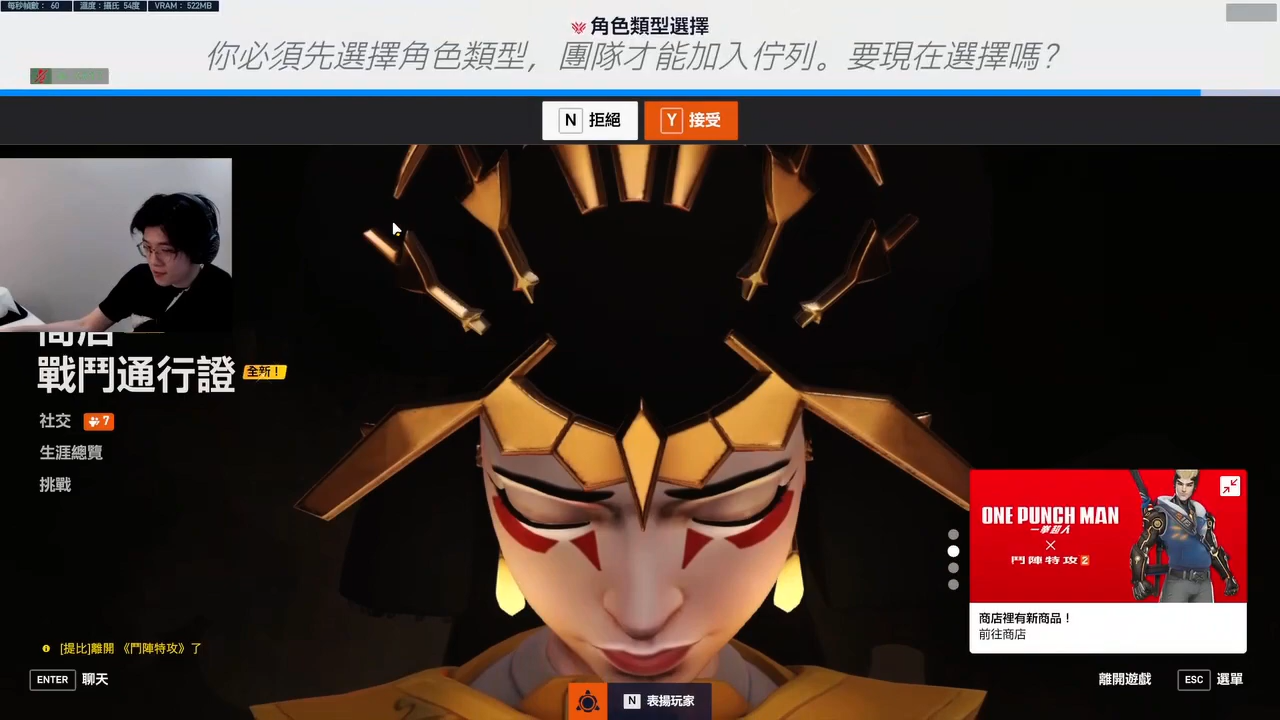 每秒幀數： 60
溫度：攝氏 54度
VRAM： 522MB
角色類型選擇
你必須先選擇角色類型，團隊才能加入佇列。要現在選擇嗎？
N 拒絕
Y 接受
商店
戰鬥通行證 全新！
社交 7
生涯總覽
挑戰
ONE PUNCH MAN
一拳超人
×
鬥陣特攻 2
商店裡有新商品！
前往商店
[提比]離開 《鬥陣特攻》了
ENTER 聊天
N 表揚玩家
離開遊戲
ESC 選單